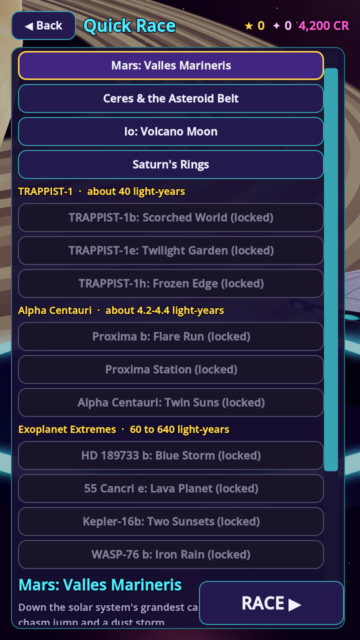 ◀ Back
Quick Race
★ 0 ✦ 0 4,200 CR
Mars: Valles Marineris
Ceres & the Asteroid Belt
Io: Volcano Moon
Saturn's Rings
TRAPPIST-1 · about 40 light-years
TRAPPIST-1b: Scorched World (locked)
TRAPPIST-1e: Twilight Garden (locked)
TRAPPIST-1h: Frozen Edge (locked)
Alpha Centauri · about 4.2-4.4 light-years
Proxima b: Flare Run (locked)
Proxima Station (locked)
Alpha Centauri: Twin Suns (locked)
Exoplanet Extremes · 60 to 640 light-years
HD 189733 b: Blue Storm (locked)
55 Cancri e: Lava Planet (locked)
Kepler-16b: Two Sunsets (locked)
WASP-76 b: Iron Rain (locked)
Mars: Valles Marineris
RACE ▶
Down the solar system's grandest ca
chasm jump and a dust storm